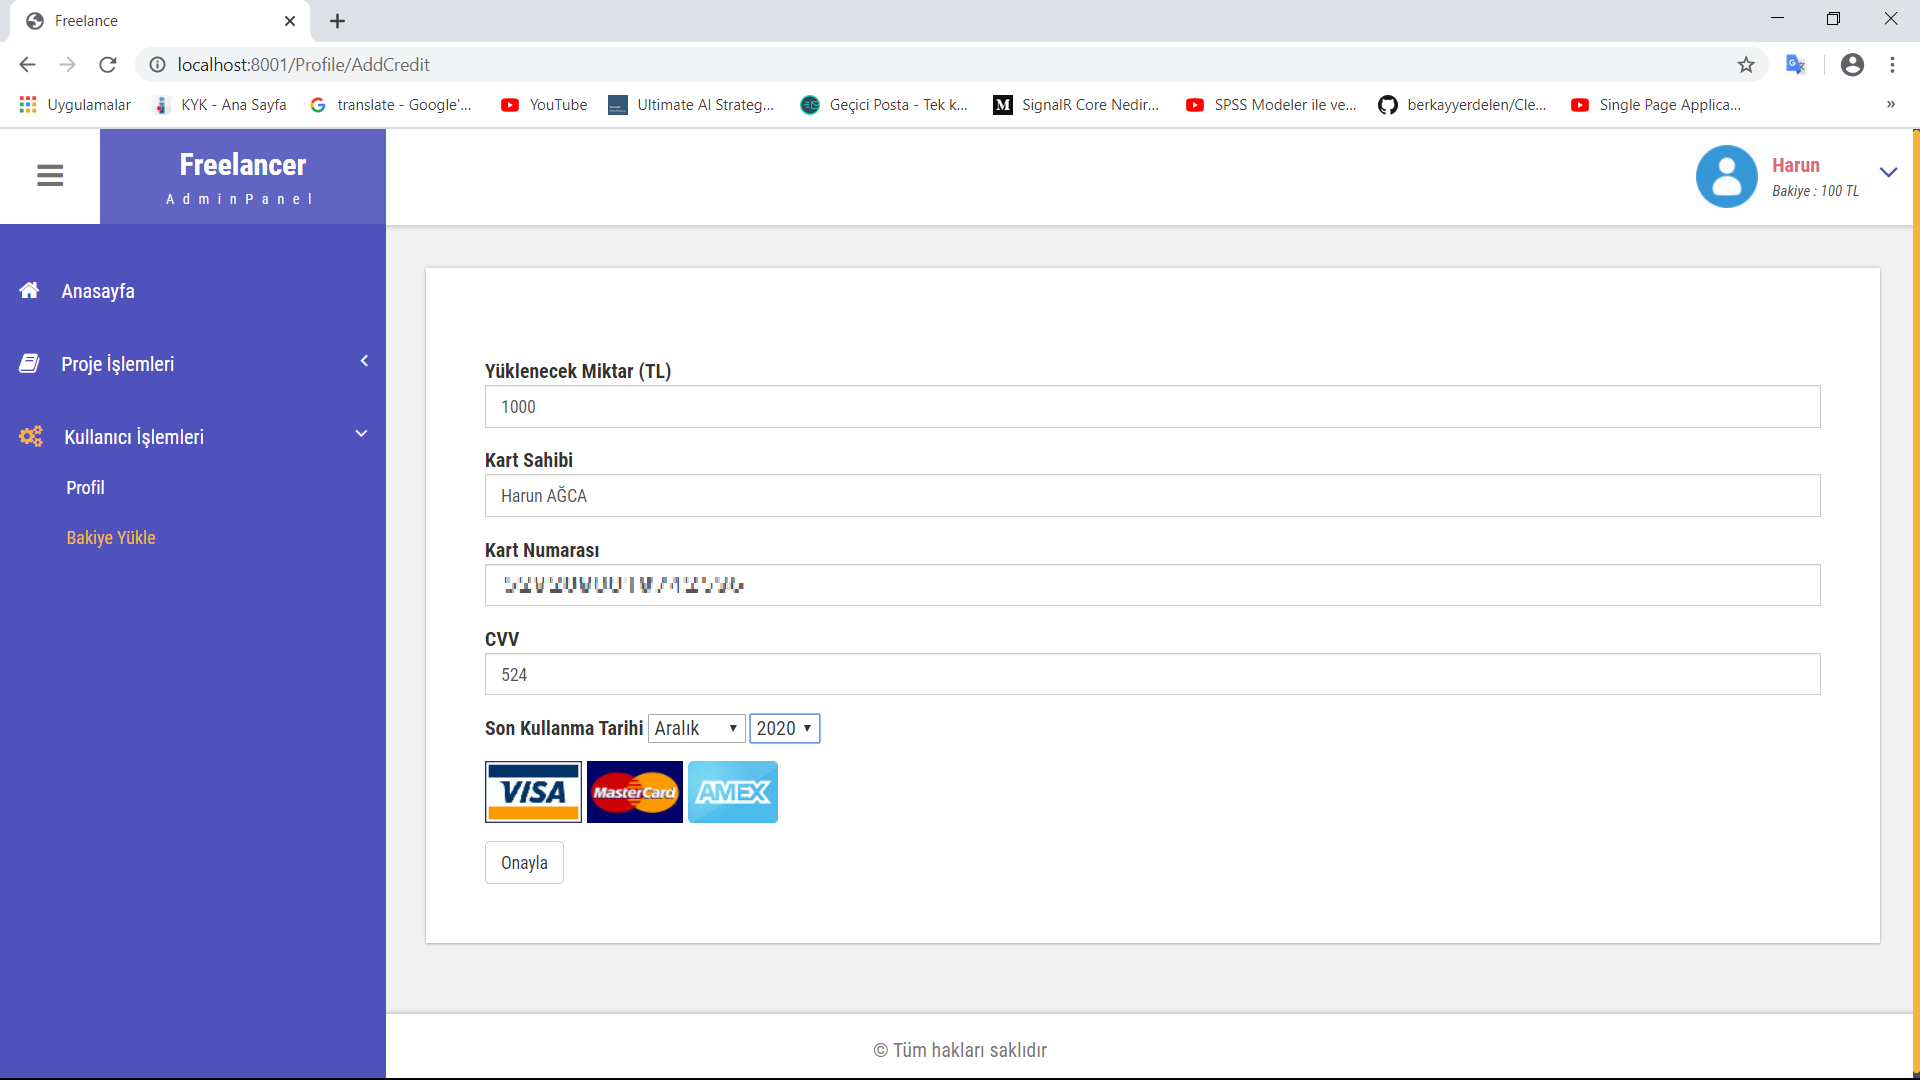 Freelance
localhost:8001/Profile/AddCredit
Uygulamalar KYK - Ana Sayfa translate - Google'... YouTube Ultimate AI Strateg... Geçici Posta - Tek k... SignalR Core Nedir... SPSS Modeler ile ve... berkayyerdelen/Cle... Single Page Applica... »
Freelancer
AdminPanel
Harun
Bakiye : 100 TL
Anasayfa
Proje İşlemleri
Kullanıcı İşlemleri
Profil
Bakiye Yükle
Yüklenecek Miktar (TL)
1000
Kart Sahibi
Harun AĞCA
Kart Numarası
CVV
524
Son Kullanma Tarihi Aralık 2020
VISA MasterCard AMEX
Onayla
© Tüm hakları saklıdır